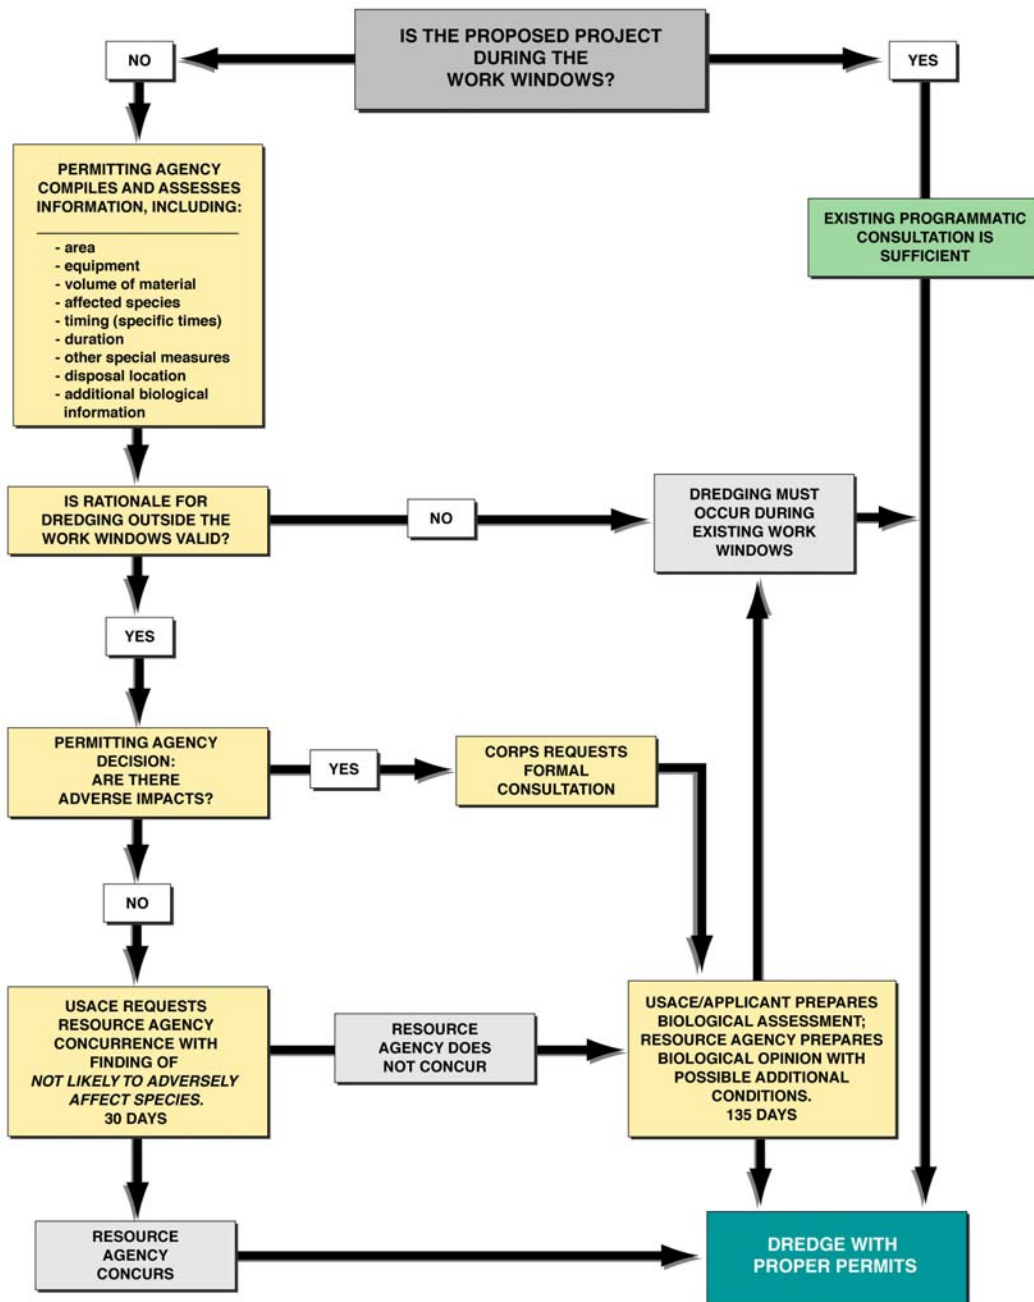 IS THE PROPOSED PROJECT
DURING THE
WORK WINDOWS?
NO
YES
PERMITTING AGENCY
COMPILES AND ASSESSES
INFORMATION, INCLUDING:
- area
- equipment
- volume of material
- affected species
- timing (specific times)
- duration
- other special measures
- disposal location
- additional biological
information
EXISTING PROGRAMMATIC
CONSULTATION IS
SUFFICIENT
IS RATIONALE FOR
DREDGING OUTSIDE THE
WORK WINDOWS VALID?
NO
DREDGING MUST
OCCUR DURING
EXISTING WORK
WINDOWS
YES
PERMITTING AGENCY
DECISION:
ARE THERE
ADVERSE IMPACTS?
YES
CORPS REQUESTS
FORMAL
CONSULTATION
NO
USACE REQUESTS
RESOURCE AGENCY
CONCURRENCE WITH
FINDING OF
NOT LIKELY TO ADVERSELY
AFFECT SPECIES.
30 DAYS
RESOURCE
AGENCY DOES
NOT CONCUR
USACE/APPLICANT PREPARES
BIOLOGICAL ASSESSMENT;
RESOURCE AGENCY PREPARES
BIOLOGICAL OPINION WITH
POSSIBLE ADDITIONAL
CONDITIONS.
135 DAYS
RESOURCE
AGENCY
CONCURS
DREDGE WITH
PROPER PERMITS